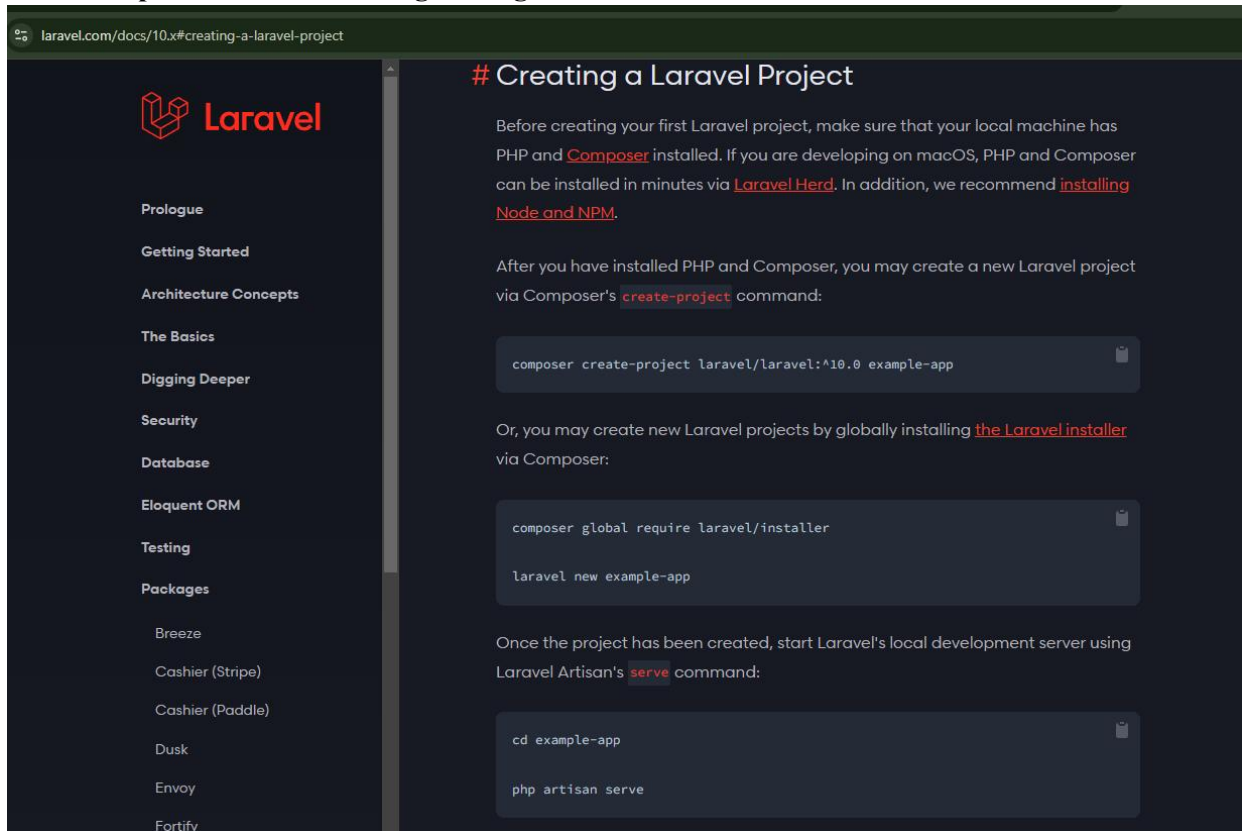 laravel.com/docs/10.x#creating-a-laravel-project
Laravel
Prologue
Getting Started
Architecture Concepts
The Basics
Digging Deeper
Security
Database
Eloquent ORM
Testing
Packages
Breeze
Cashier (Stripe)
Cashier (Paddle)
Dusk
Envoy
Fortify
# Creating a Laravel Project
Before creating your first Laravel project, make sure that your local machine has
PHP and Composer installed. If you are developing on macOS, PHP and Composer
can be installed in minutes via Laravel Herd. In addition, we recommend installing
Node and NPM.
After you have installed PHP and Composer, you may create a new Laravel project
via Composer's create-project command:
composer create-project laravel/laravel:^10.0 example-app
Or, you may create new Laravel projects by globally installing the Laravel installer
via Composer:
composer global require laravel/installer
laravel new example-app
Once the project has been created, start Laravel's local development server using
Laravel Artisan's serve command:
cd example-app
php artisan serve